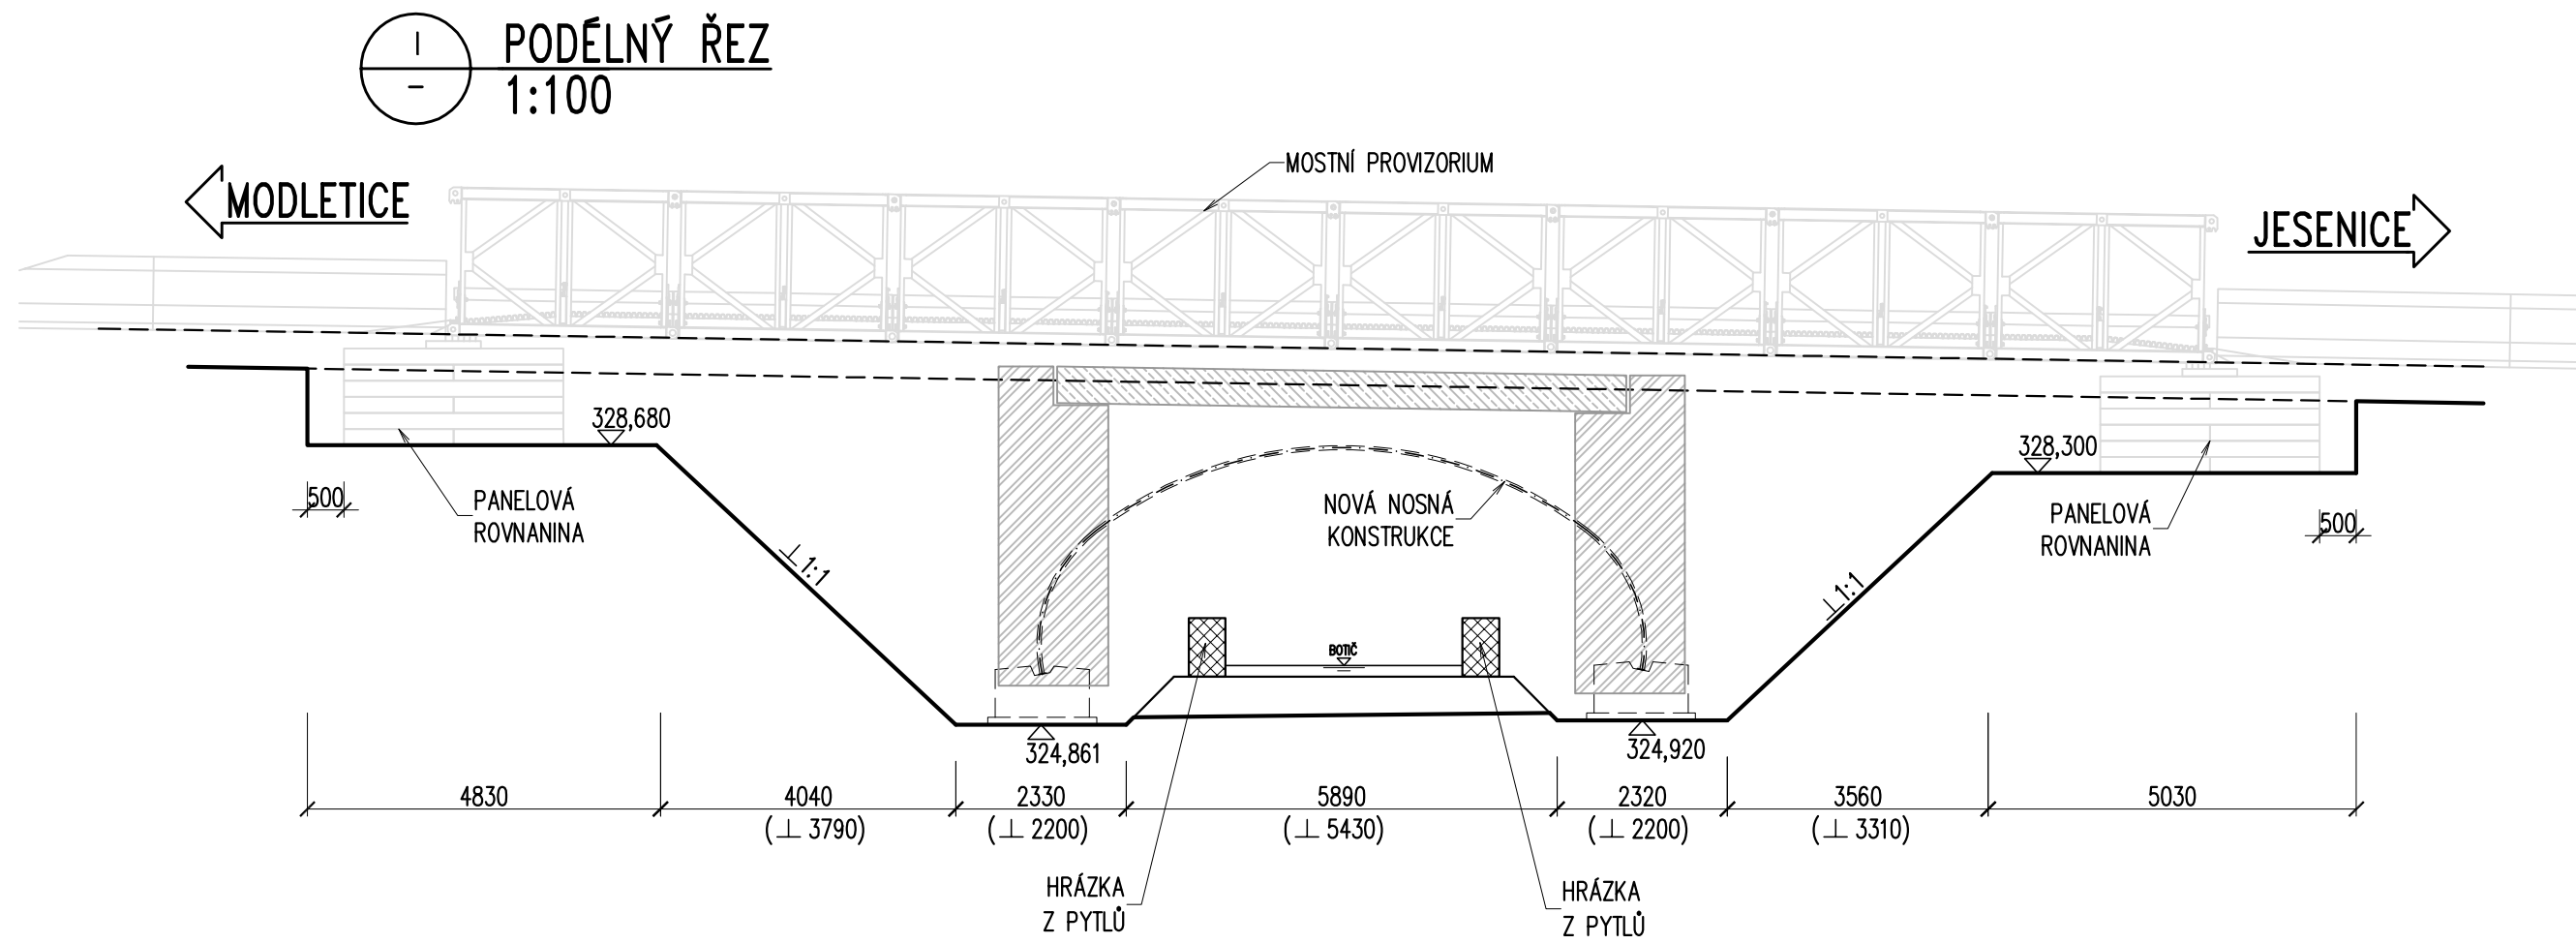 I
PODÉLNÝ ŘEZ
-
1:100
MOSTNÍ PROVIZORIUM
MODLETICE
JESENICE
328,680
328,300
500
PANELOVÁ
ROVNANINA
NOVÁ NOSNÁ
KONSTRUKCE
PANELOVÁ
ROVNANINA
500
⊥ 1:1
⊥ 1:1
BOTIČ
324,861
324,920
4830
4040
(⊥ 3790)
2330
(⊥ 2200)
5890
(⊥ 5430)
2320
(⊥ 2200)
3560
(⊥ 3310)
5030
HRÁZKA
Z PYTLŮ
HRÁZKA
Z PYTLŮ